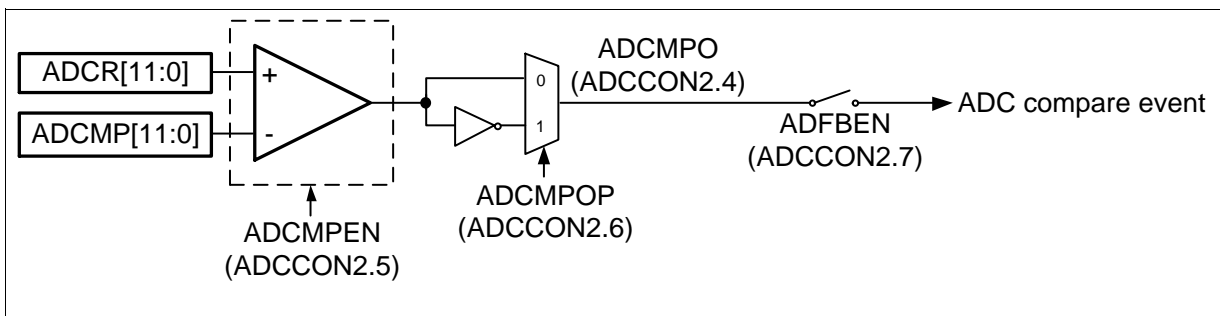 ADCR[11:0]
ADCMP[11:0]
+
-
ADCMPEN
(ADCCON2.5)
0
1
ADCMPOP
(ADCCON2.6)
ADCMPO
(ADCCON2.4)
ADFBEN
(ADCCON2.7)
ADC compare event